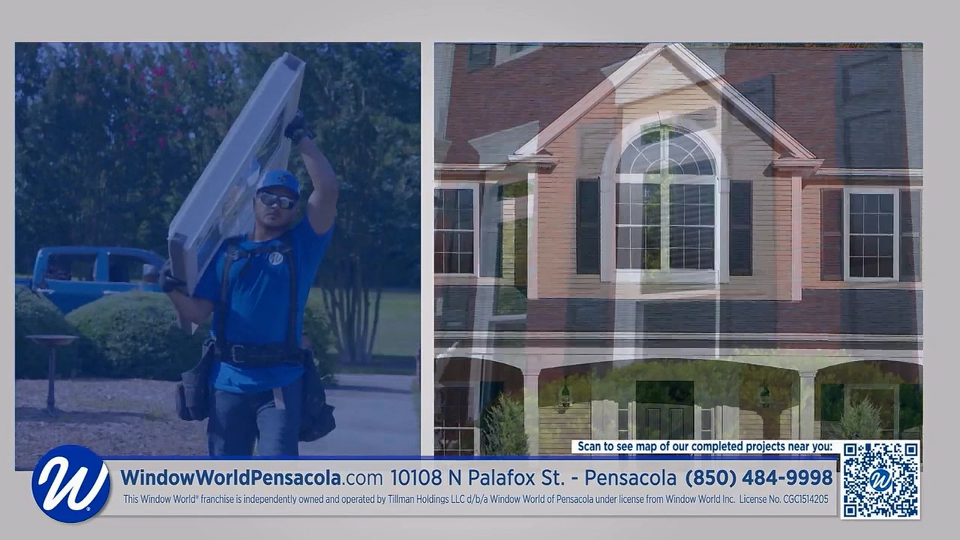 Scan to see map of our completed projects near you:
WindowWorldPensacola.com 10108 N Palafox St. - Pensacola (850) 484-9998
This Window World® franchise is independently owned and operated by Tillman Holdings LLC d/b/a Window World of Pensacola under license from Window World Inc. License No. CGC1514205
W